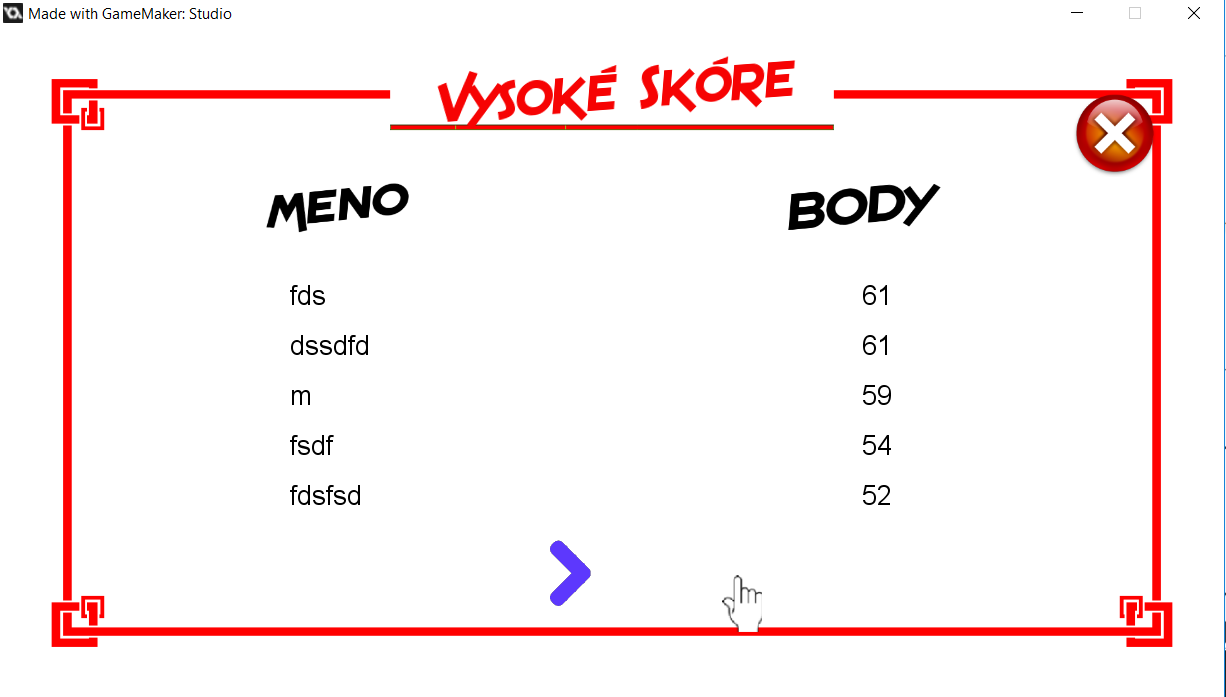 Made with GameMaker: Studio
VYSOKÉ SKÓRE
MENO BODY
fds 61
dssdfd 61
m 59
fsdf 54
fdsfsd 52